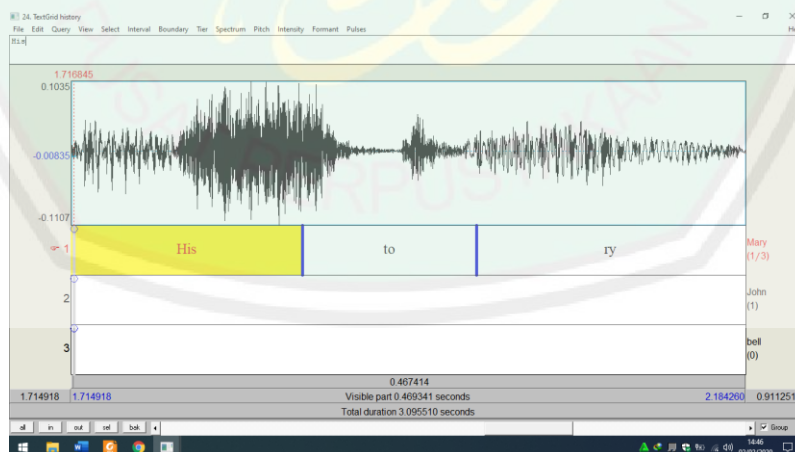 24. TextGrid history
File Edit Query View Select Interval Boundary Tier Spectrum Pitch Intensity Formant Pulses
His
1.716845
0.1035
-0.00835
-0.1107
PUSAT PERPUSTAKAAN
1 His to ry Mary (1/3)
2 John (1)
3 bell (0)
0.467414
1.714918 1.714918 Visible part 0.469341 seconds 2.184260 0.911251
Total duration 3.095510 seconds
all in out sel bak Group
14:46